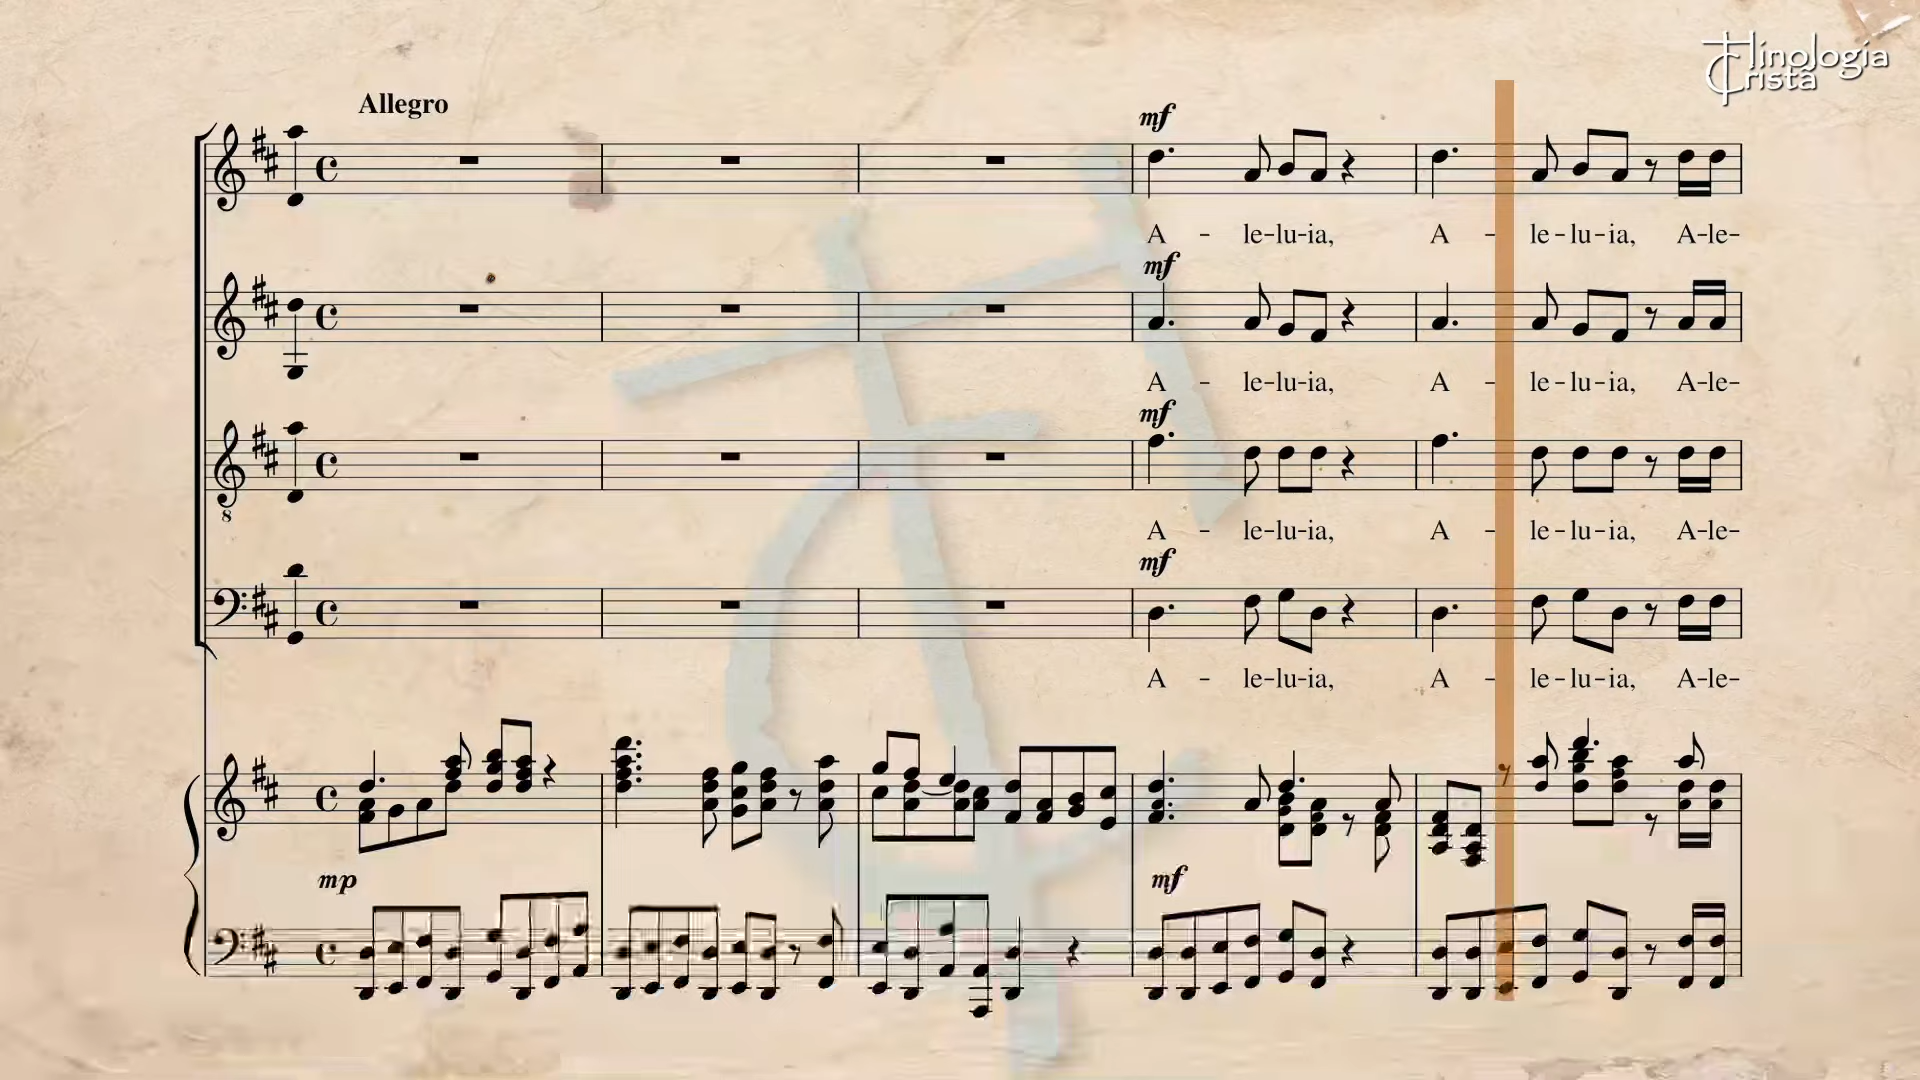 Hinologia
Cristã
Allegro
mf
A - le-lu-ia, A - le-lu-ia, A-le-
mf
A - le-lu-ia, A - le-lu-ia, A-le-
mf
8
A - le-lu-ia, A - le-lu-ia, A-le-
mf
A - le-lu-ia, A - le-lu-ia, A-le-
mp
mf